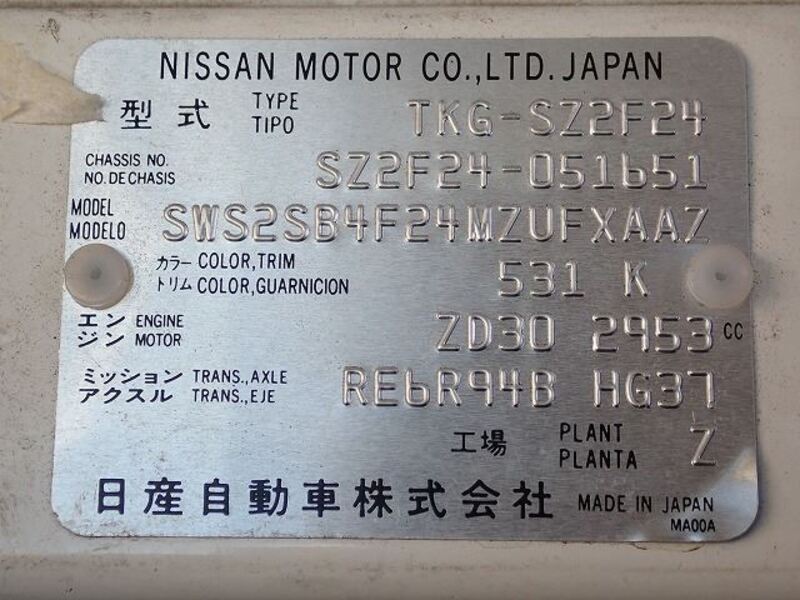 NISSAN MOTOR CO.,LTD. JAPAN
型式 TYPE TIPO TKG-SZ2F24
CHASSIS NO. NO. DE CHASIS SZ2F24-051651
MODEL MODELO SWS2SB4F24MZUFXAAZ
カラー COLOR,TRIM
トリム COLOR,GUARNICION 531 K
エン ENGINE
ジン MOTOR ZD30 2953 CC
ミッション TRANS.,AXLE
アクスル TRANS.,EJE RE6R94B HG37
工場 PLANT PLANTA Z
日産自動車株式会社 MADE IN JAPAN
MA00A